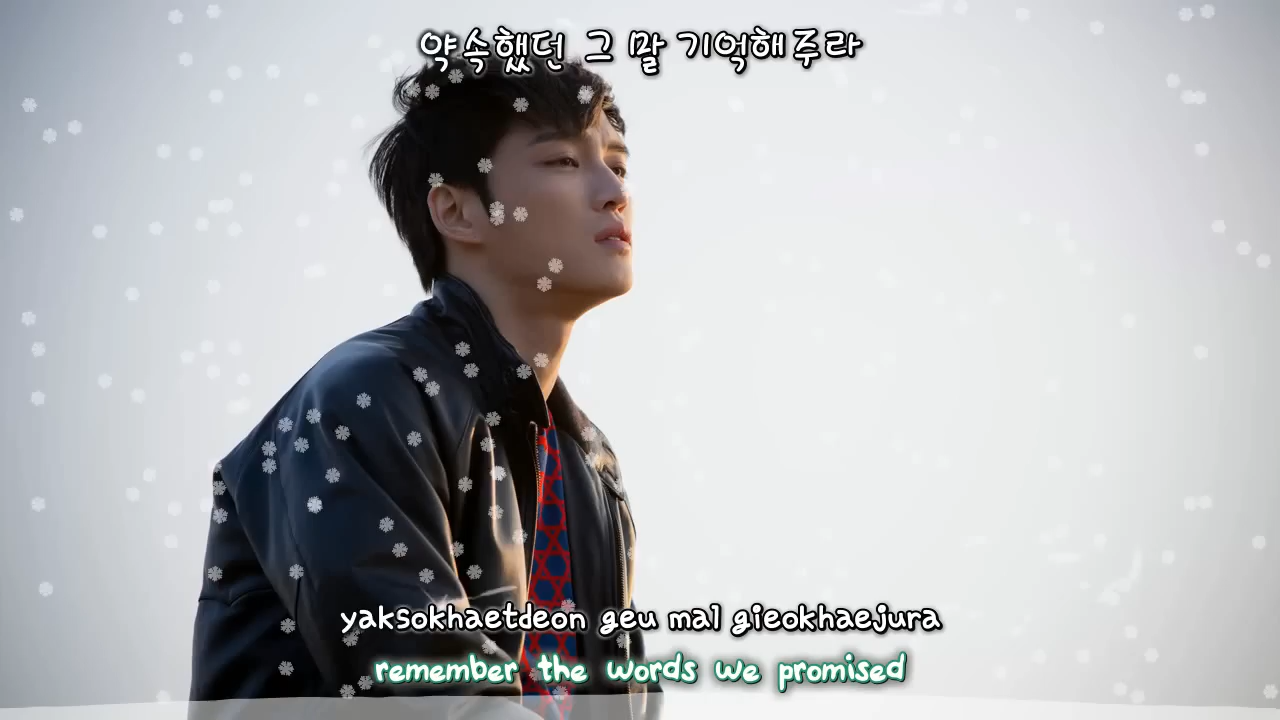 약속했던 그 말 기억해주라
yaksokhaetdeon geu mal gieokhaejura
remember the words we promised